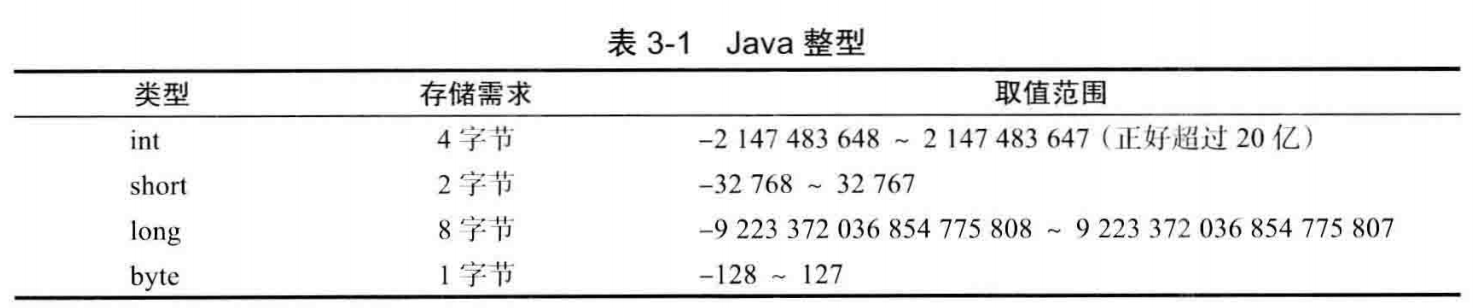 表 3-1 Java 整型
类型 存储需求 取值范围
int 4 字节 –2 147 483 648 ~ 2 147 483 647（正好超过 20 亿）
short 2 字节 –32 768 ~ 32 767
long 8 字节 –9 223 372 036 854 775 808 ~ 9 223 372 036 854 775 807
byte 1 字节 –128 ~ 127